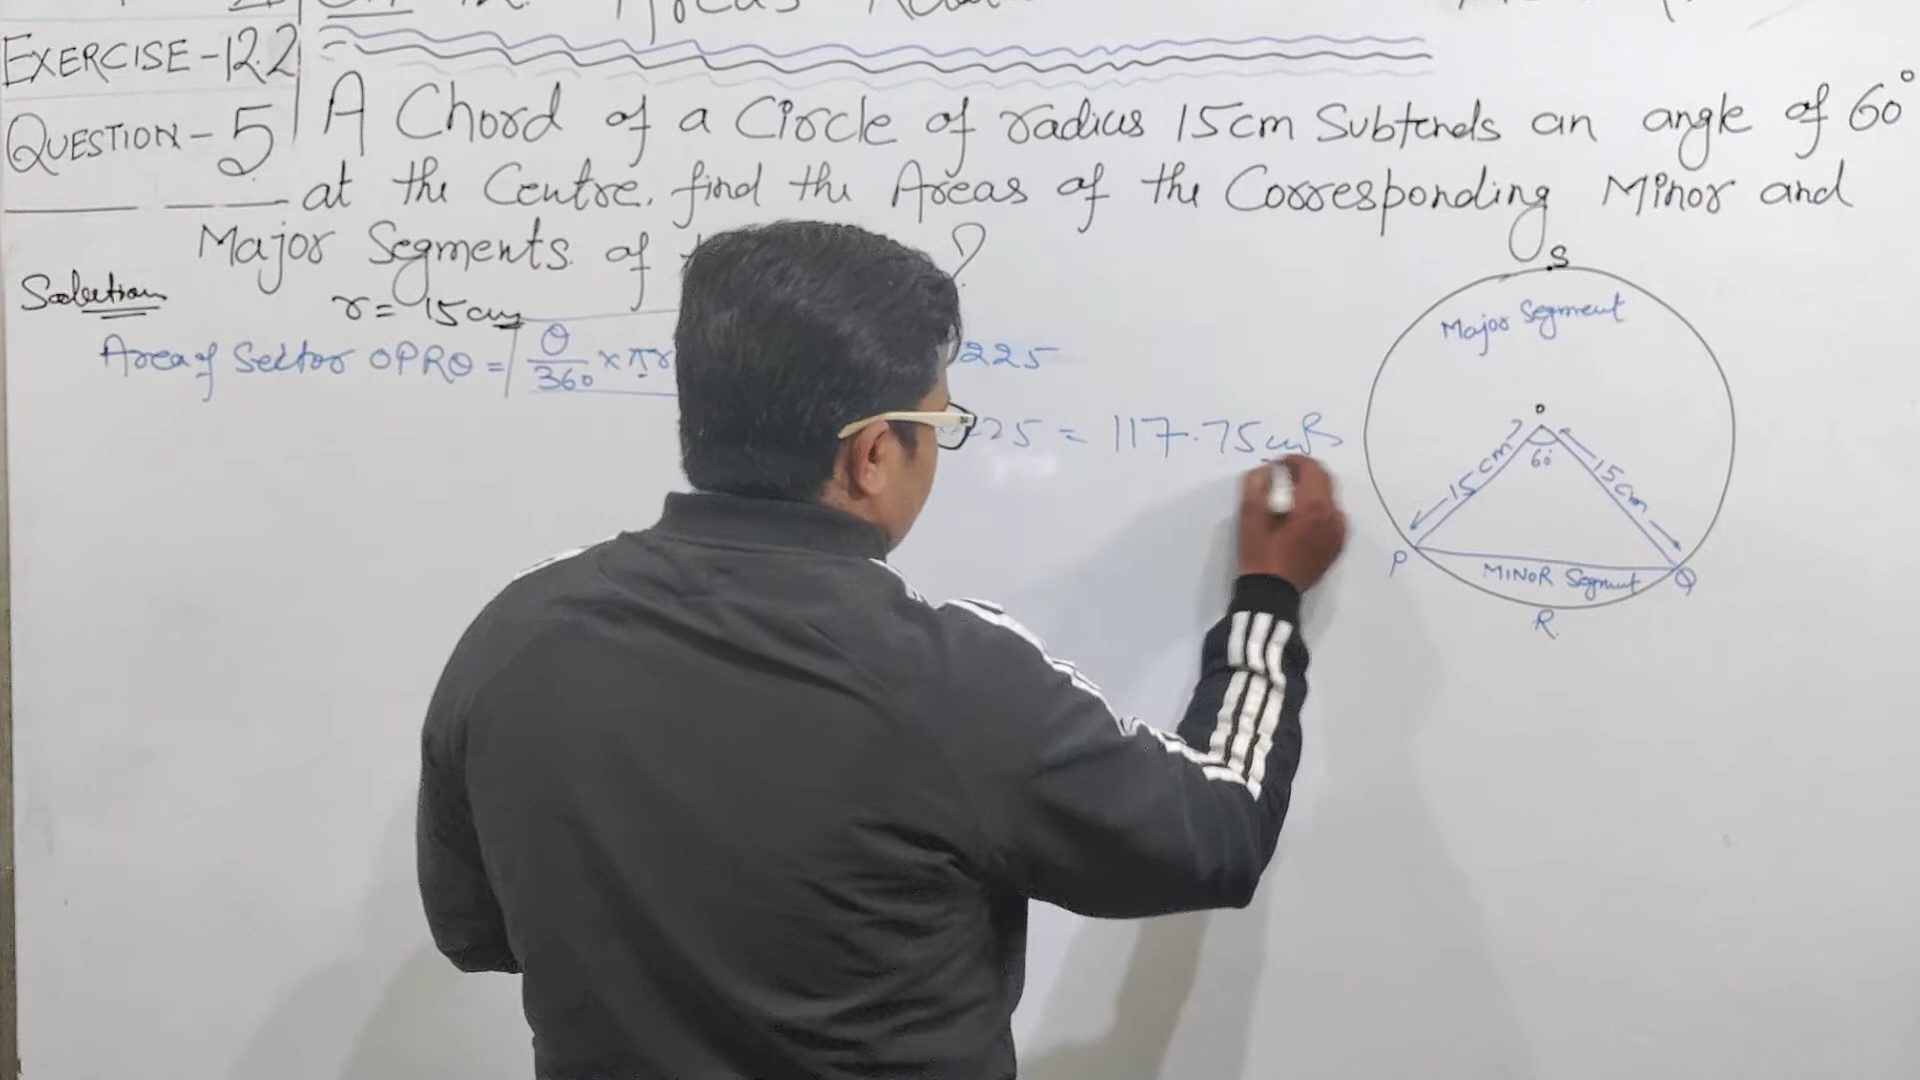 EXERCISE-12.2
QUESTION-5 A Chord of a Circle of radius 15cm Subtends an angle of 60°
at the Centre. find the Areas of the Corresponding Minor and
Major Segments of ?
Solution
r = 15cm
Area of Sector OPRQ = θ/360 × πr 225
25 = 117.75cm²
S
Major Segment
O
60°
15cm
15cm
P
MINOR Segment
Q
R